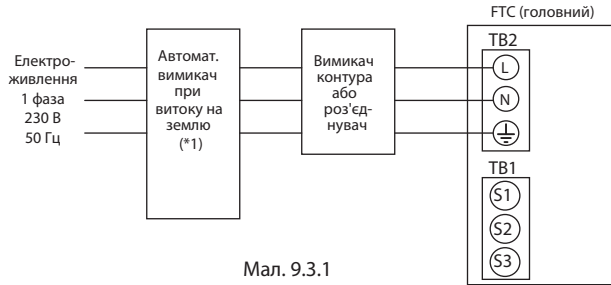 FTC (головний)
Електро-
живлення
1 фаза
230 В
50 Гц
Автомат.
вимикач
при
витоку на
землю
(*1)
Вимикач
контура
або
роз'єд-
нувач
TB2
L
N
TB1
S1
S2
S3
Мал. 9.3.1